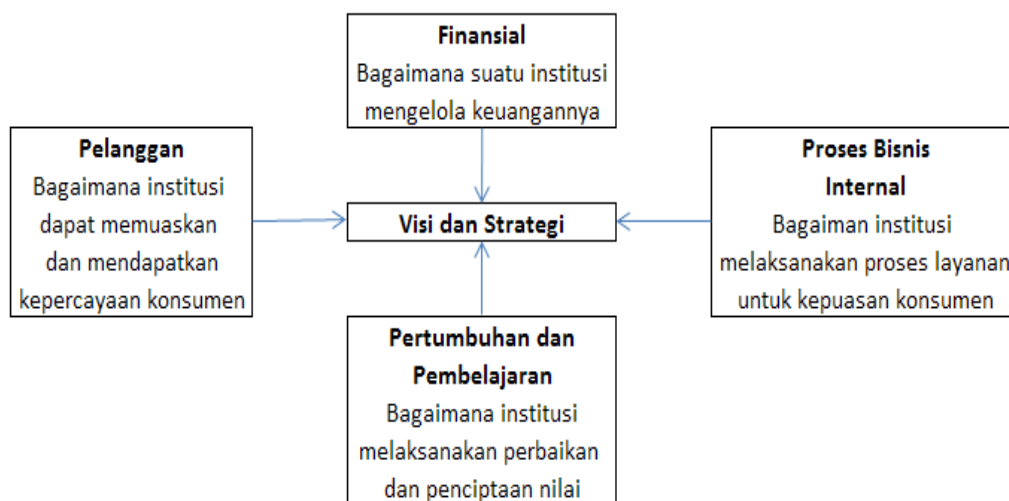 Finansial
Bagaimana suatu institusi
mengelola keuangannya
Pelanggan
Bagaimana institusi
dapat memuaskan
dan mendapatkan
kepercayaan konsumen
Visi dan Strategi
Proses Bisnis
Internal
Bagaiman institusi
melaksanakan proses layanan
untuk kepuasan konsumen
Pertumbuhan dan
Pembelajaran
Bagaimana institusi
melaksanakan perbaikan
dan penciptaan nilai